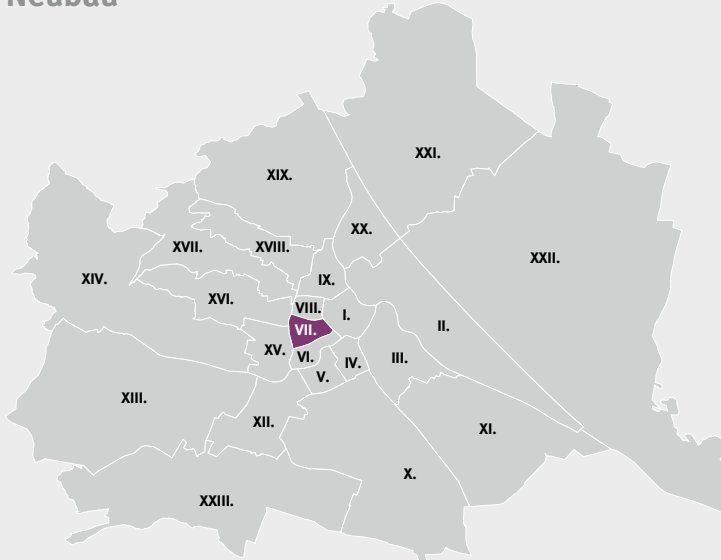 Neubau
XXI.
XIX.
XX.
XVII.
XVIII.
XXII.
XIV.
IX.
XVI.
VIII.
I.
II.
VII.
XV.
VI.
IV.
III.
V.
XIII.
XII.
XI.
X.
XXIII.